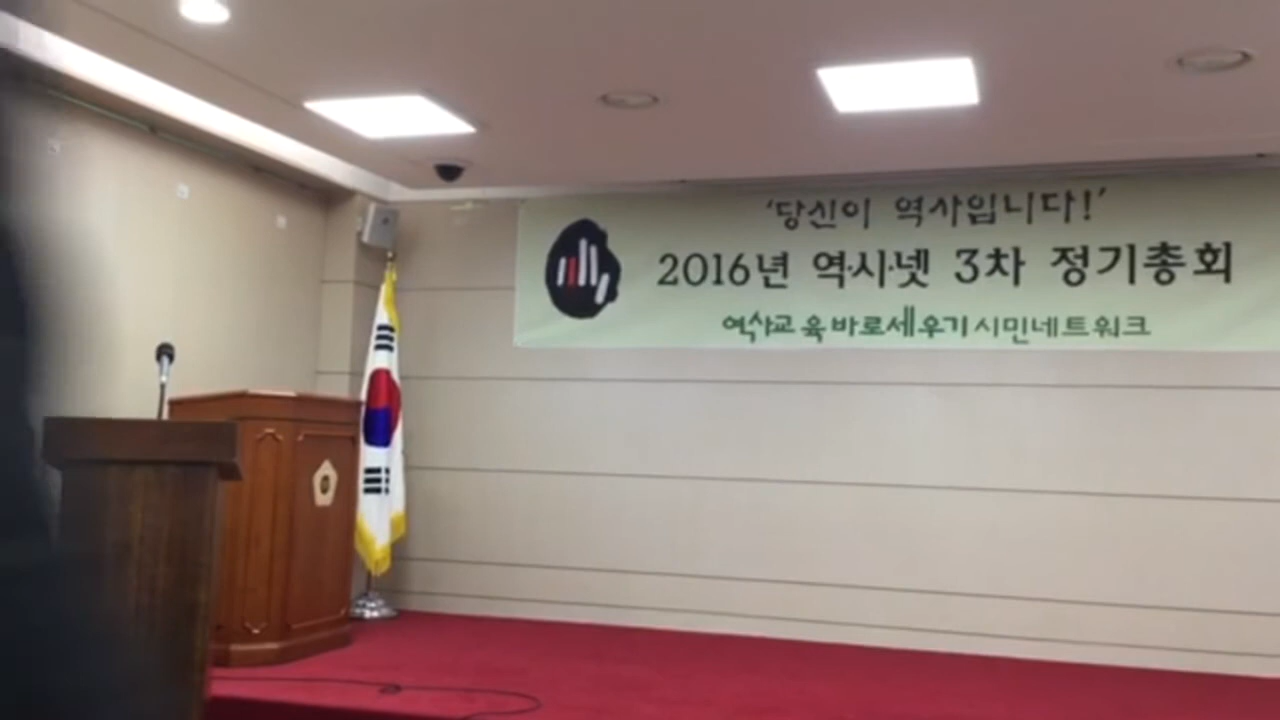 ‘당신이 역사입니다!’
2016년 역·시·넷 3차 정기총회
역사교육바로세우기시민네트워크